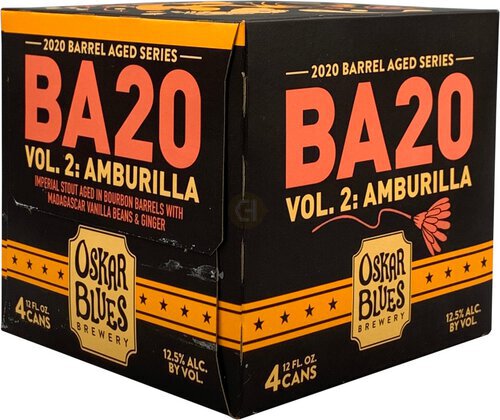 2020 BARREL AGED SERIES
BA20
VOL. 2: AMBURILLA
IMPERIAL STOUT AGED IN BOURBON BARRELS WITH
MADAGASCAR VANILLA BEANS & GINGER
OSKAR
BLUES
BREWERY
4 12 FL. OZ.
CANS
12.5% ALC.
BY VOL.
2020 BARREL AGED SERIES
BA20
VOL. 2: AMBURILLA
OSKAR
BLUES
BREWERY
4 12 FL. OZ.
CANS
12.5% ALC.
BY VOL.